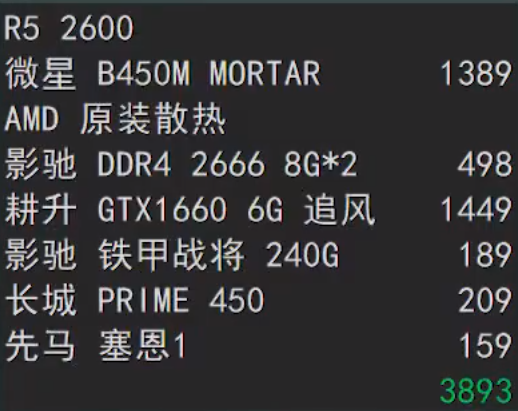 R5 2600
微星 B450M MORTAR 1389
AMD 原装散热
影驰 DDR4 2666 8G*2 498
耕升 GTX1660 6G 追风 1449
影驰 铁甲战将 240G 189
长城 PRIME 450 209
先马 塞恩1 159
3893